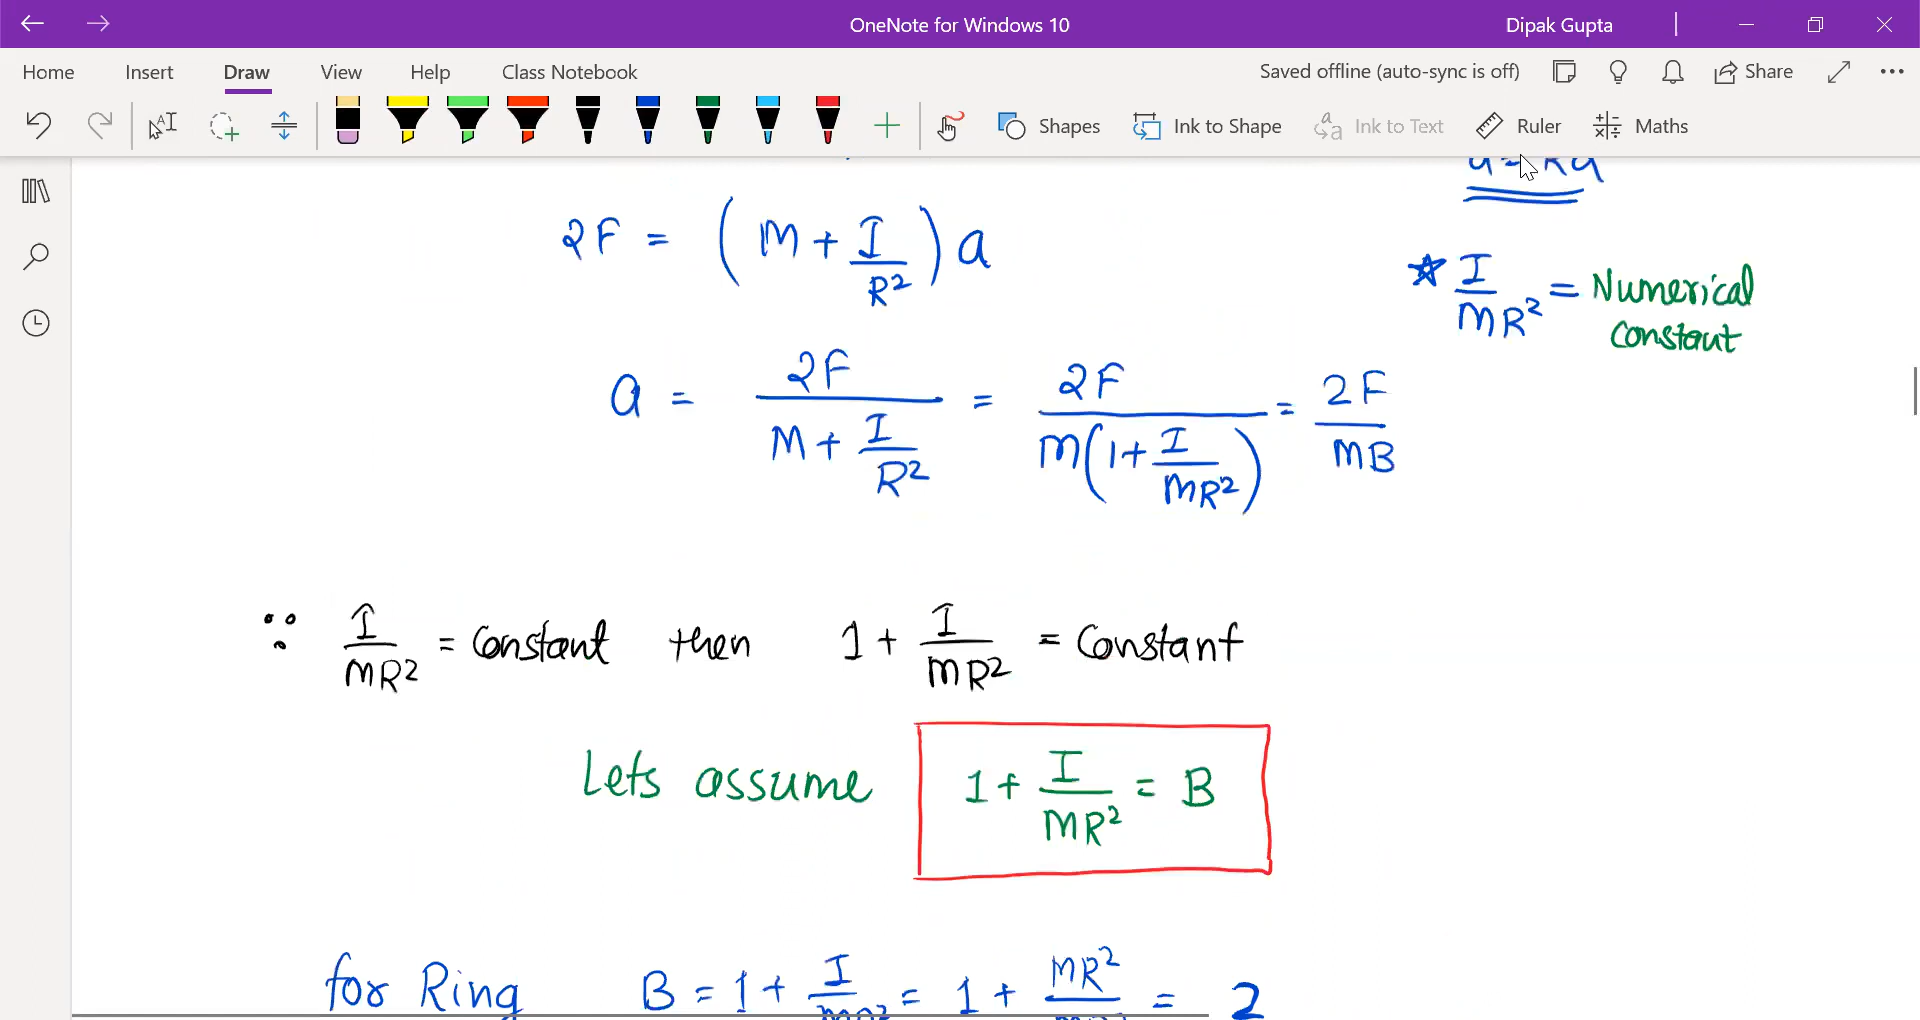 OneNote for Windows 10
Dipak Gupta
Home Insert Draw View Help Class Notebook
Saved offline (auto-sync is off) Share
Shapes Ink to Shape Ink to Text Ruler Maths
2F = (M + I/R²) a
* I/MR² = Numerical
constant
a = 2F/(M + I/R²) = 2F/(m(1 + I/MR²)) = 2F/MB
∵ I/MR² = Constant then 1 + I/MR² = Constant
Lets assume 1 + I/MR² = B
for Ring B = 1 + I/MR² = 1 + MR²/MR² = 2